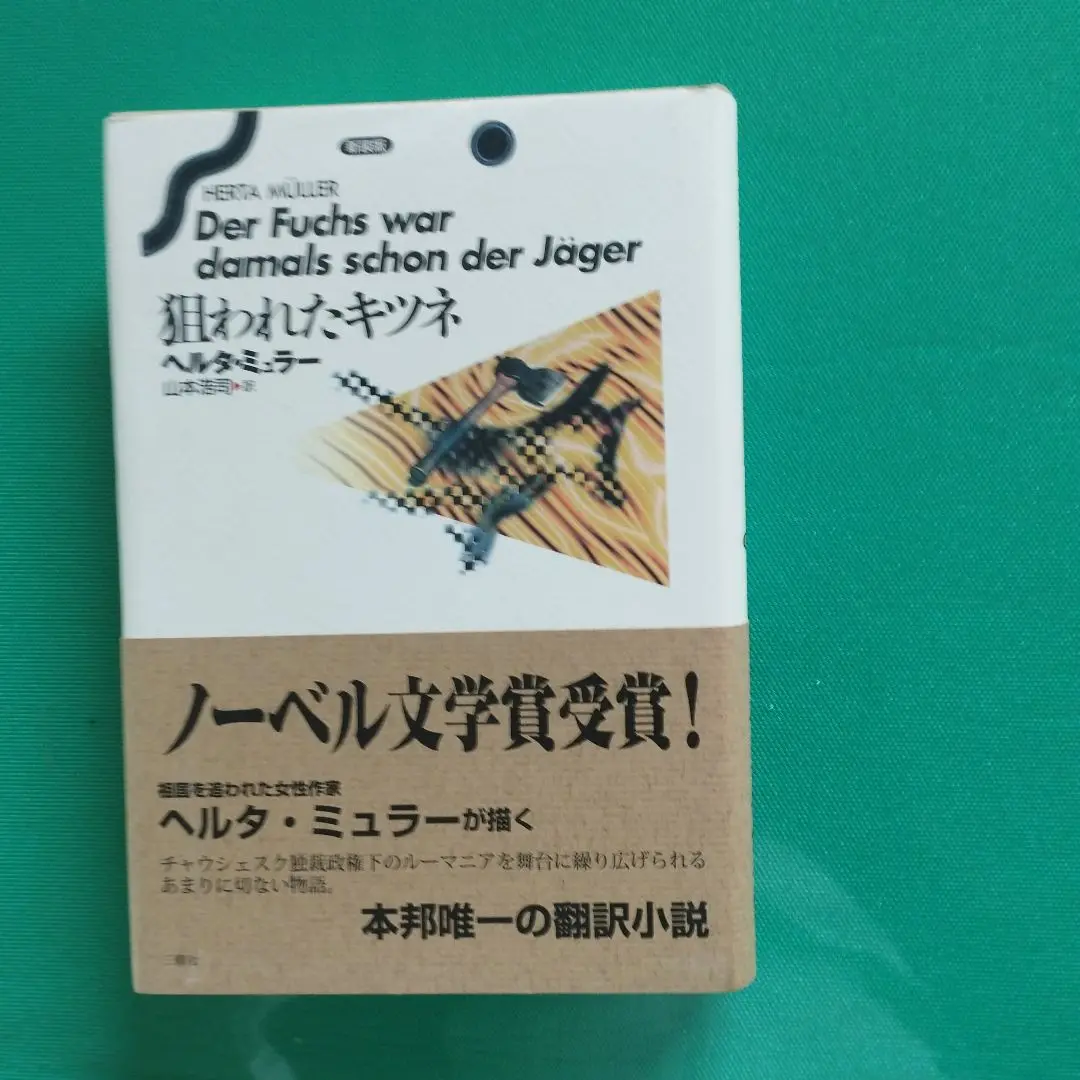 新装版
HERTA MÜLLER
Der Fuchs war
damals schon der Jäger
狙われたキツネ
ヘルタ・ミュラー
山本浩司▶訳
ノーベル文学賞受賞!
祖国を追われた女性作家
ヘルタ・ミュラーが描く
チャウシェスク独裁政権下のルーマニアを舞台に繰り広げられる
あまりに切ない物語。
本邦唯一の翻訳小説
三修社